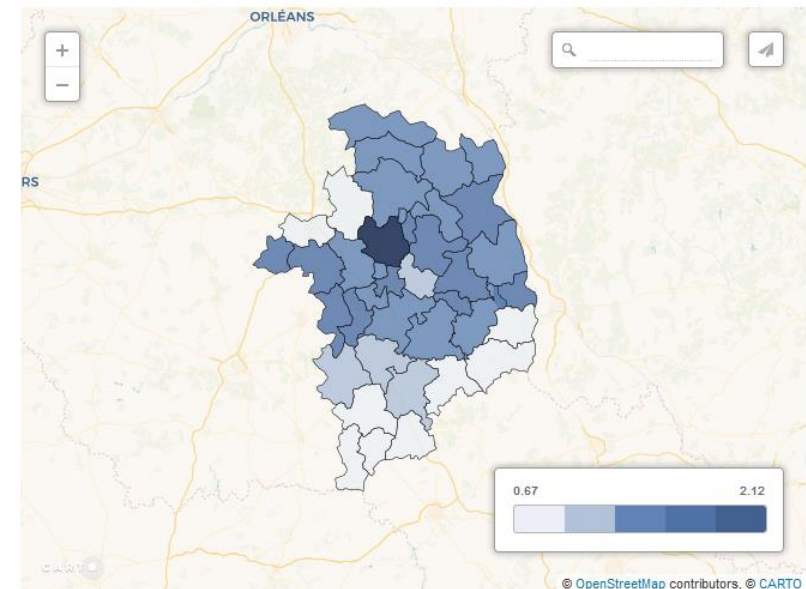 ORLÉANS
+
−
RS
0.67 2.12
CARTO
© OpenStreetMap contributors, © CARTO